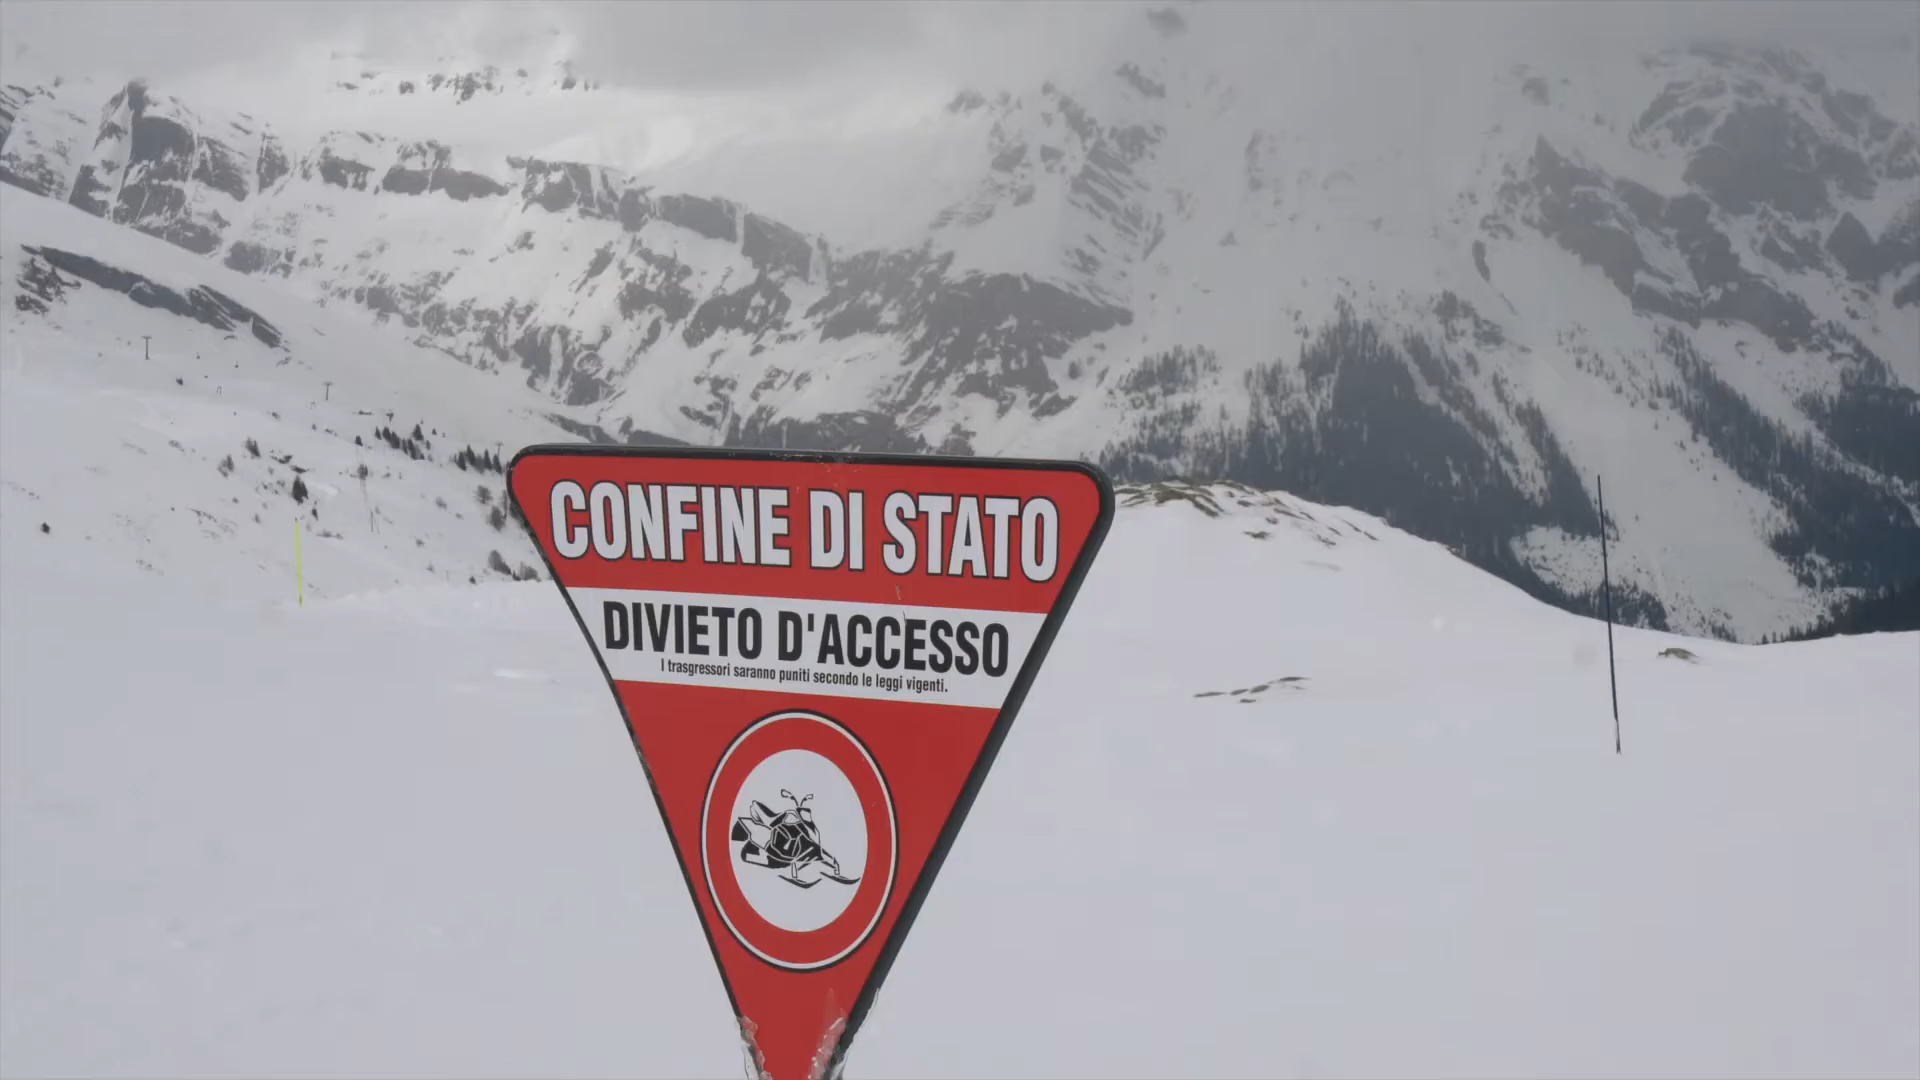 CONFINE DI STATO
DIVIETO D'ACCESSO
I trasgressori saranno puniti secondo le leggi vigenti.